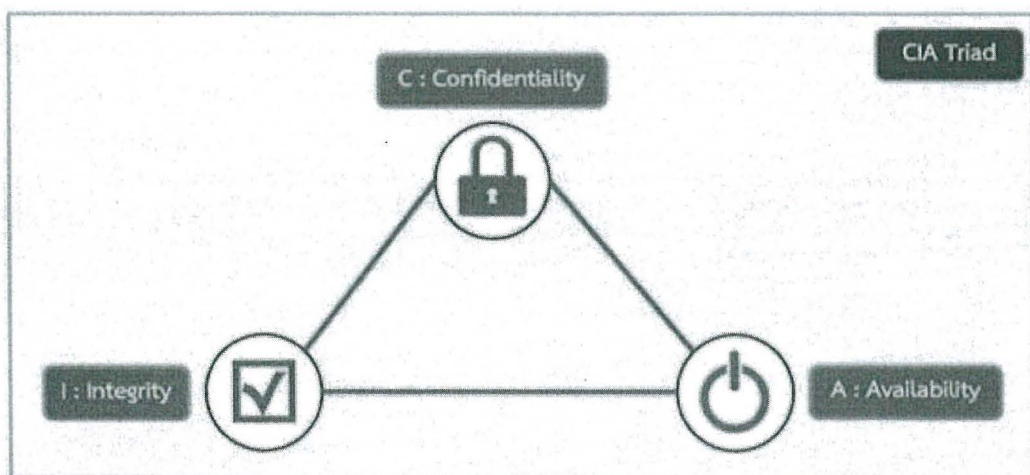 CIA Triad
C : Confidentiality
I : Integrity
A : Availability